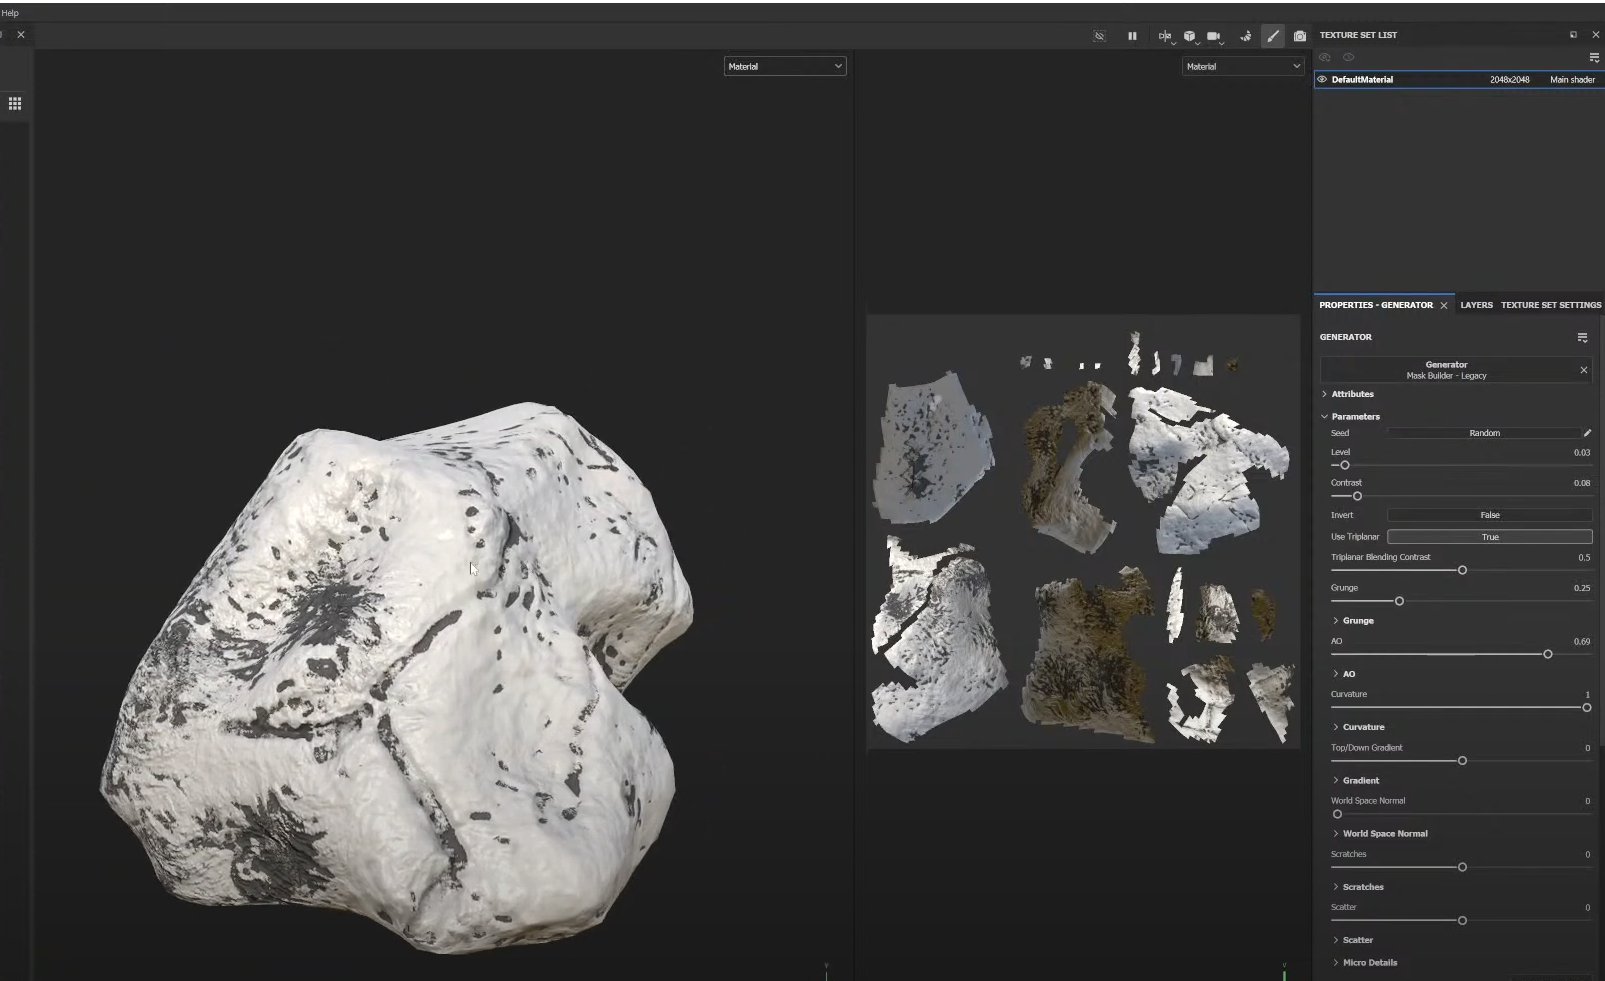 Help
TEXTURE SET LIST
Material
Material
DefaultMaterial 2048x2048 Main shader
PROPERTIES - GENERATOR LAYERS TEXTURE SET SETTINGS
GENERATOR
Generator
Mask Builder - Legacy
Attributes
Parameters
Seed Random
Level 0.03
Contrast 0.08
Invert False
Use Triplanar True
Triplanar Blending Contrast 0.5
Grunge 0.25
Grunge
AO 0.69
AO
Curvature 1
Curvature
Top/Down Gradient 0
Gradient
World Space Normal 0
World Space Normal
Scratches 0
Scratches
Scatter 0
Scatter
Micro Details
Y
Y